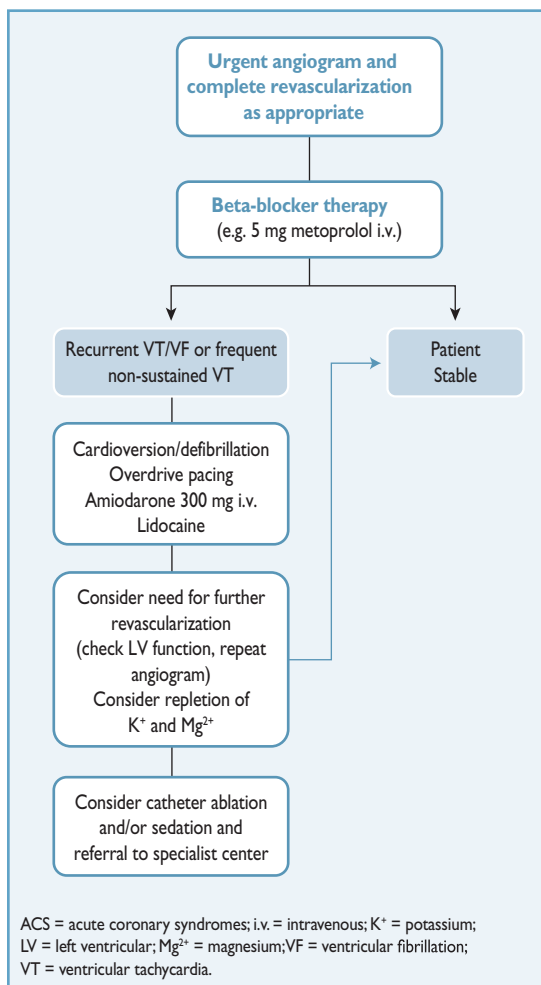 Urgent angiogram and
complete revascularization
as appropriate
Beta-blocker therapy
(e.g. 5 mg metoprolol i.v.)
Recurrent VT/VF or frequent
non-sustained VT
Patient
Stable
Cardioversion/defibrillation
Overdrive pacing
Amiodarone 300 mg i.v.
Lidocaine
Consider need for further
revascularization
(check LV function, repeat
angiogram)
Consider repletion of
K⁺ and Mg²⁺
Consider catheter ablation
and/or sedation and
referral to specialist center
ACS = acute coronary syndromes; i.v. = intravenous; K⁺ = potassium;
LV = left ventricular; Mg²⁺ = magnesium;VF = ventricular fibrillation;
VT = ventricular tachycardia.